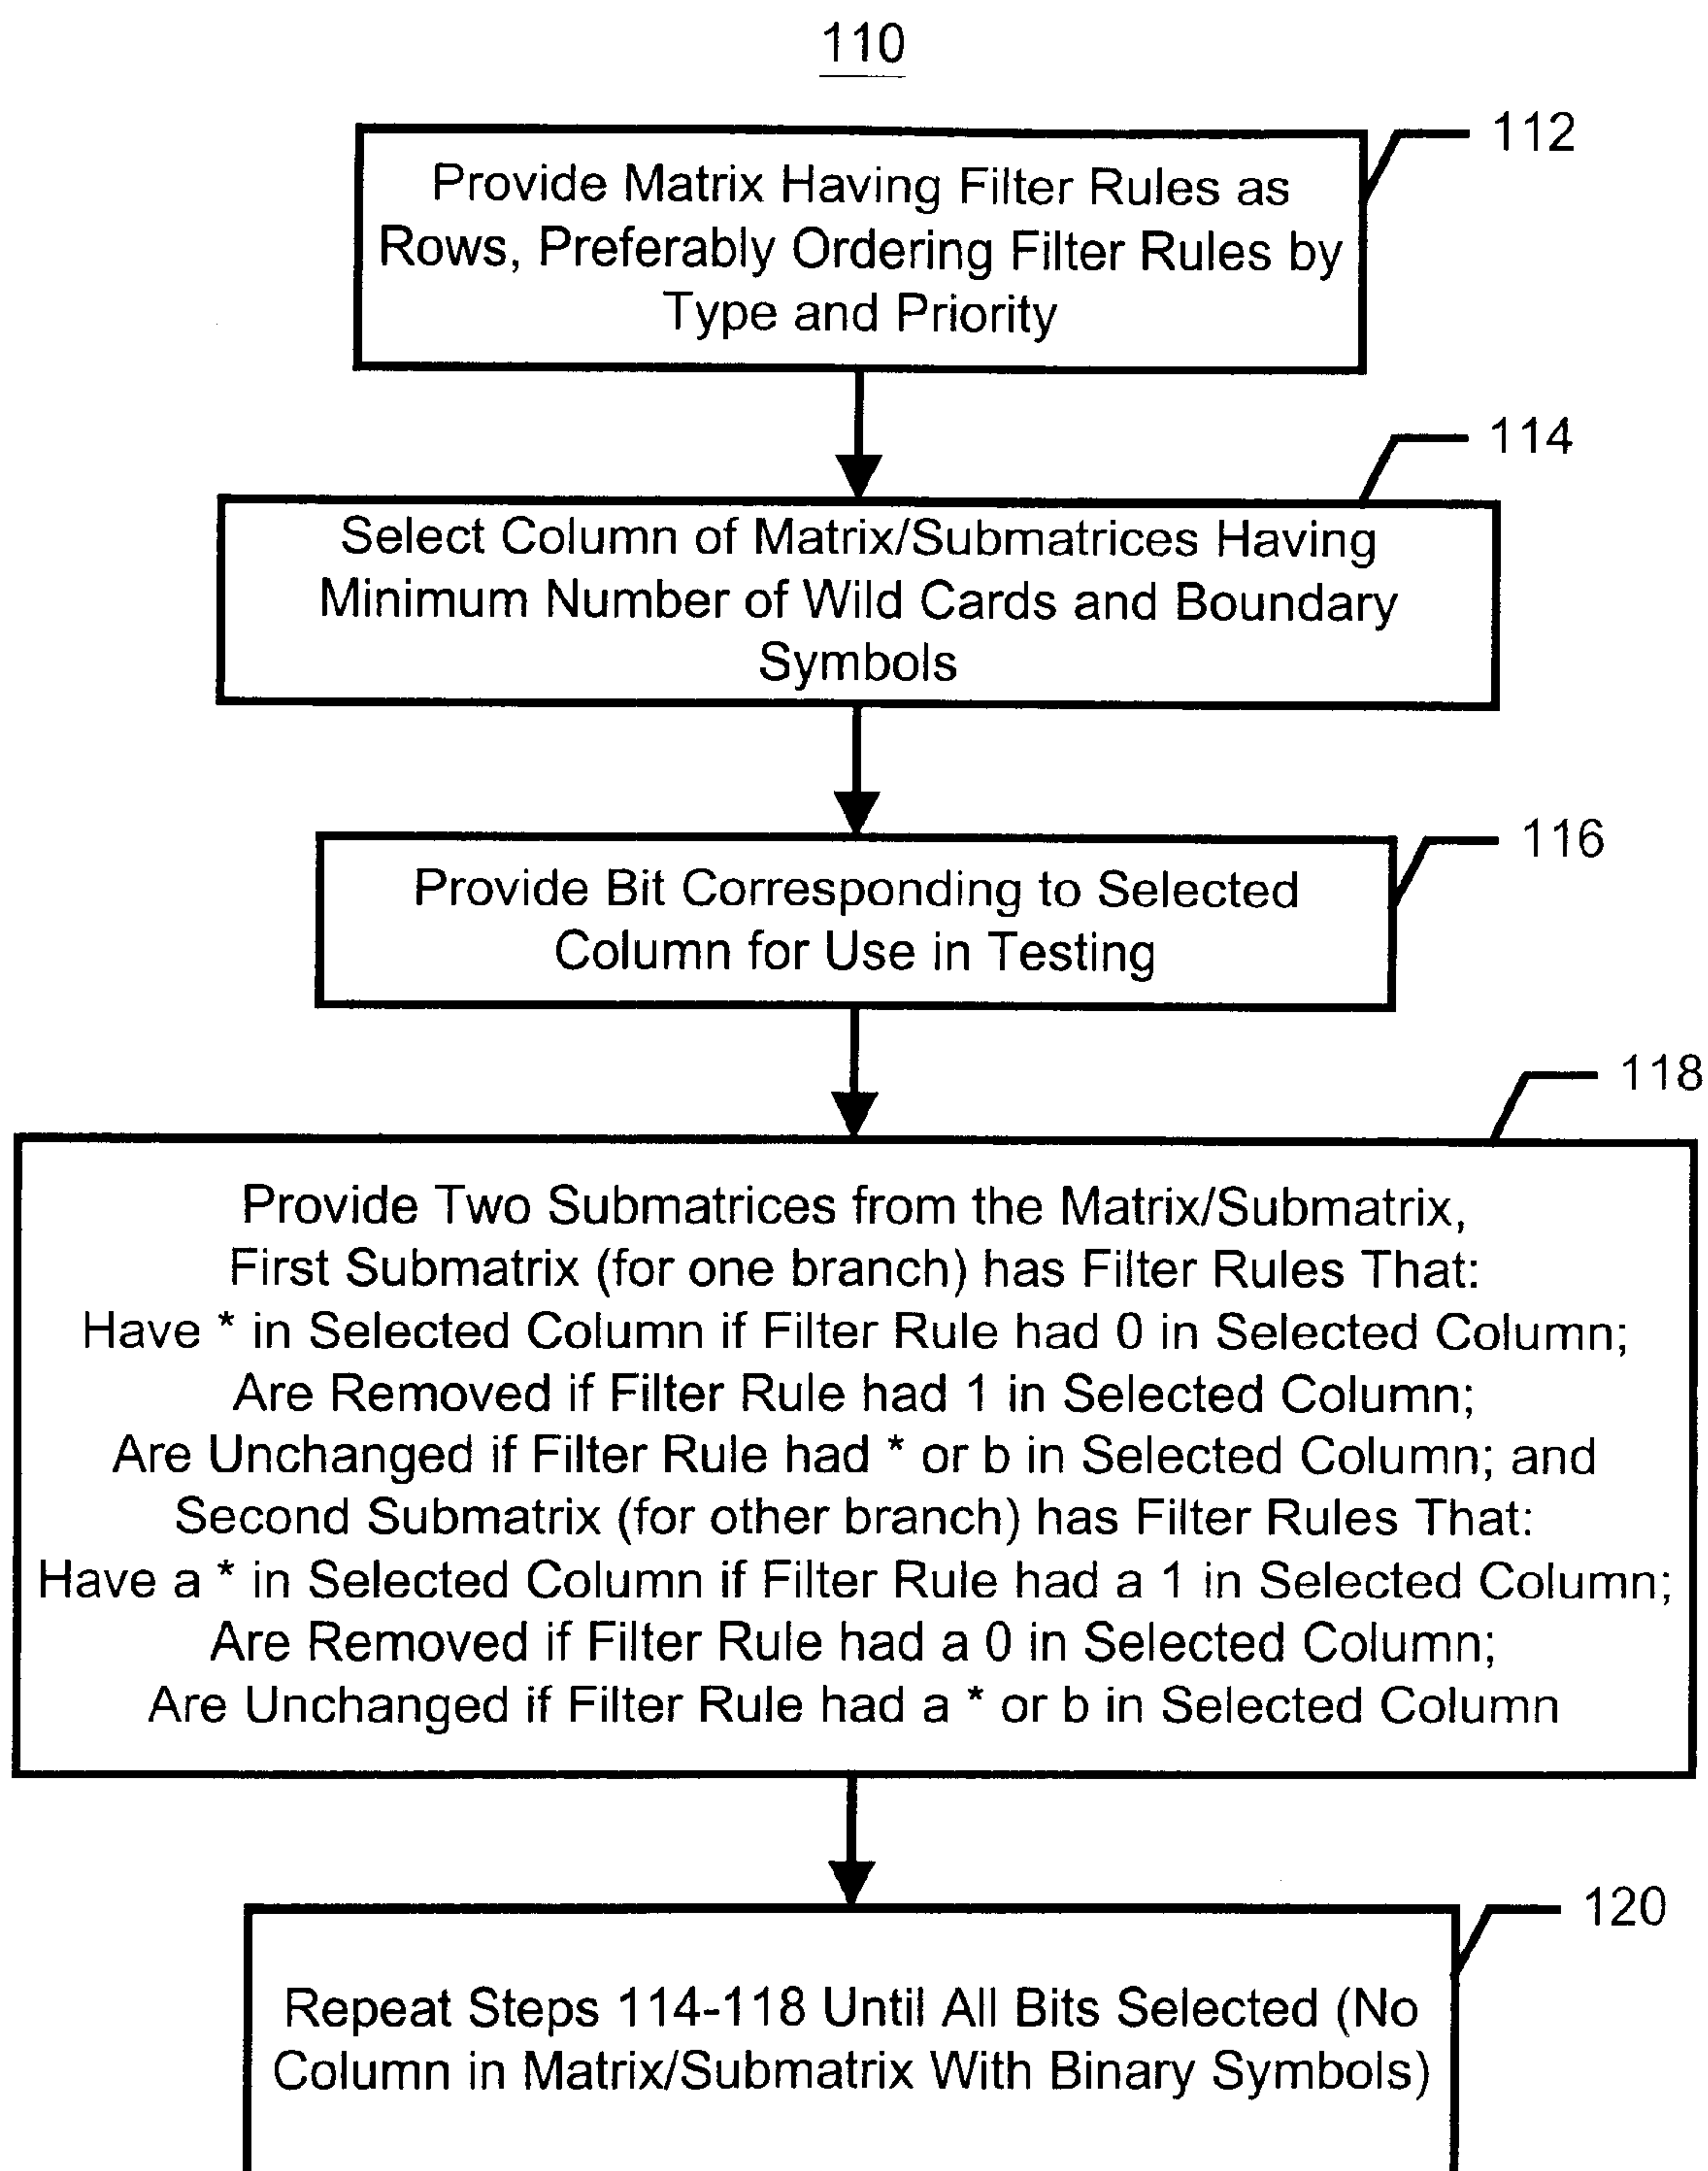 110
112
Provide Matrix Having Filter Rules as
Rows, Preferably Ordering Filter Rules by
Type and Priority
114
Select Column of Matrix/Submatrices Having
Minimum Number of Wild Cards and Boundary
Symbols
116
Provide Bit Corresponding to Selected
Column for Use in Testing
118
Provide Two Submatrices from the Matrix/Submatrix,
First Submatrix (for one branch) has Filter Rules That:
Have * in Selected Column if Filter Rule had 0 in Selected Column;
Are Removed if Filter Rule had 1 in Selected Column;
Are Unchanged if Filter Rule had * or b in Selected Column; and
Second Submatrix (for other branch) has Filter Rules That:
Have a * in Selected Column if Filter Rule had a 1 in Selected Column;
Are Removed if Filter Rule had a 0 in Selected Column;
Are Unchanged if Filter Rule had a * or b in Selected Column
120
Repeat Steps 114-118 Until All Bits Selected (No
Column in Matrix/Submatrix With Binary Symbols)